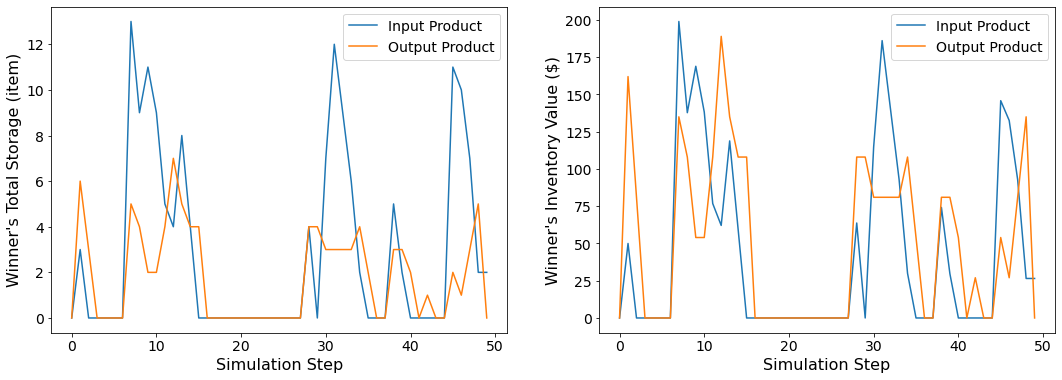 Winner's Total Storage (item)
12
10
8
6
4
2
0
0 10 20 30 40 50
Simulation Step
Input Product
Output Product
Winner's Inventory Value ($)
200
175
150
125
100
75
50
25
0
0 10 20 30 40 50
Simulation Step
Input Product
Output Product